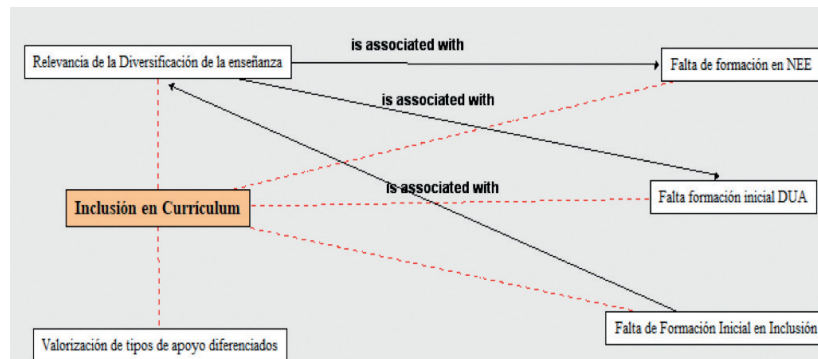 is associated with
Relevancia de la Diversificación de la enseñanza
Falta de formación en NEE
is associated with
is associated with
Falta formación inicial DUA
Inclusión en Currículum
Falta de Formación Inicial en Inclusión
Valorización de tipos de apoyo diferenciados